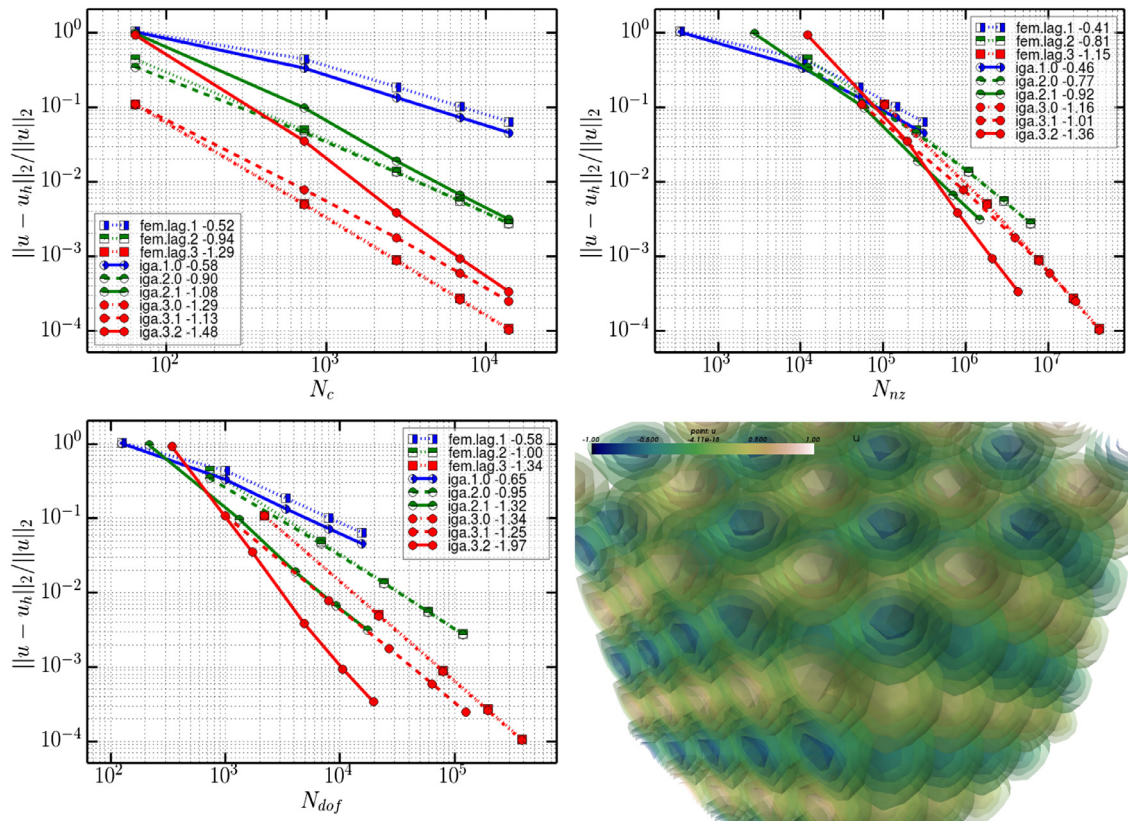 ||u − u_h||_2/||u||_2
10^0
10^-1
10^-2
10^-3
10^-4
fem.lag.1 -0.52
fem.lag.2 -0.94
fem.lag.3 -1.29
iga.1.0 -0.58
iga.2.0 -0.90
iga.2.1 -1.08
iga.3.0 -1.29
iga.3.1 -1.13
iga.3.2 -1.48
10^2
10^3
10^4
N_c
||u − u_h||_2/||u||_2
10^0
10^-1
10^-2
10^-3
10^-4
fem.lag.1 -0.41
fem.lag.2 -0.81
fem.lag.3 -1.15
iga.1.0 -0.46
iga.2.0 -0.77
iga.2.1 -0.92
iga.3.0 -1.16
iga.3.1 -1.01
iga.3.2 -1.36
10^3
10^4
10^5
10^6
10^7
N_nz
||u − u_h||_2/||u||_2
10^0
10^-1
10^-2
10^-3
10^-4
fem.lag.1 -0.58
fem.lag.2 -1.00
fem.lag.3 -1.34
iga.1.0 -0.65
iga.2.0 -0.95
iga.2.1 -1.32
iga.3.0 -1.34
iga.3.1 -1.25
iga.3.2 -1.97
10^2
10^3
10^4
10^5
N_dof
point: u
-1.00 -0.500 -4.11e-15 0.500 1.00
u